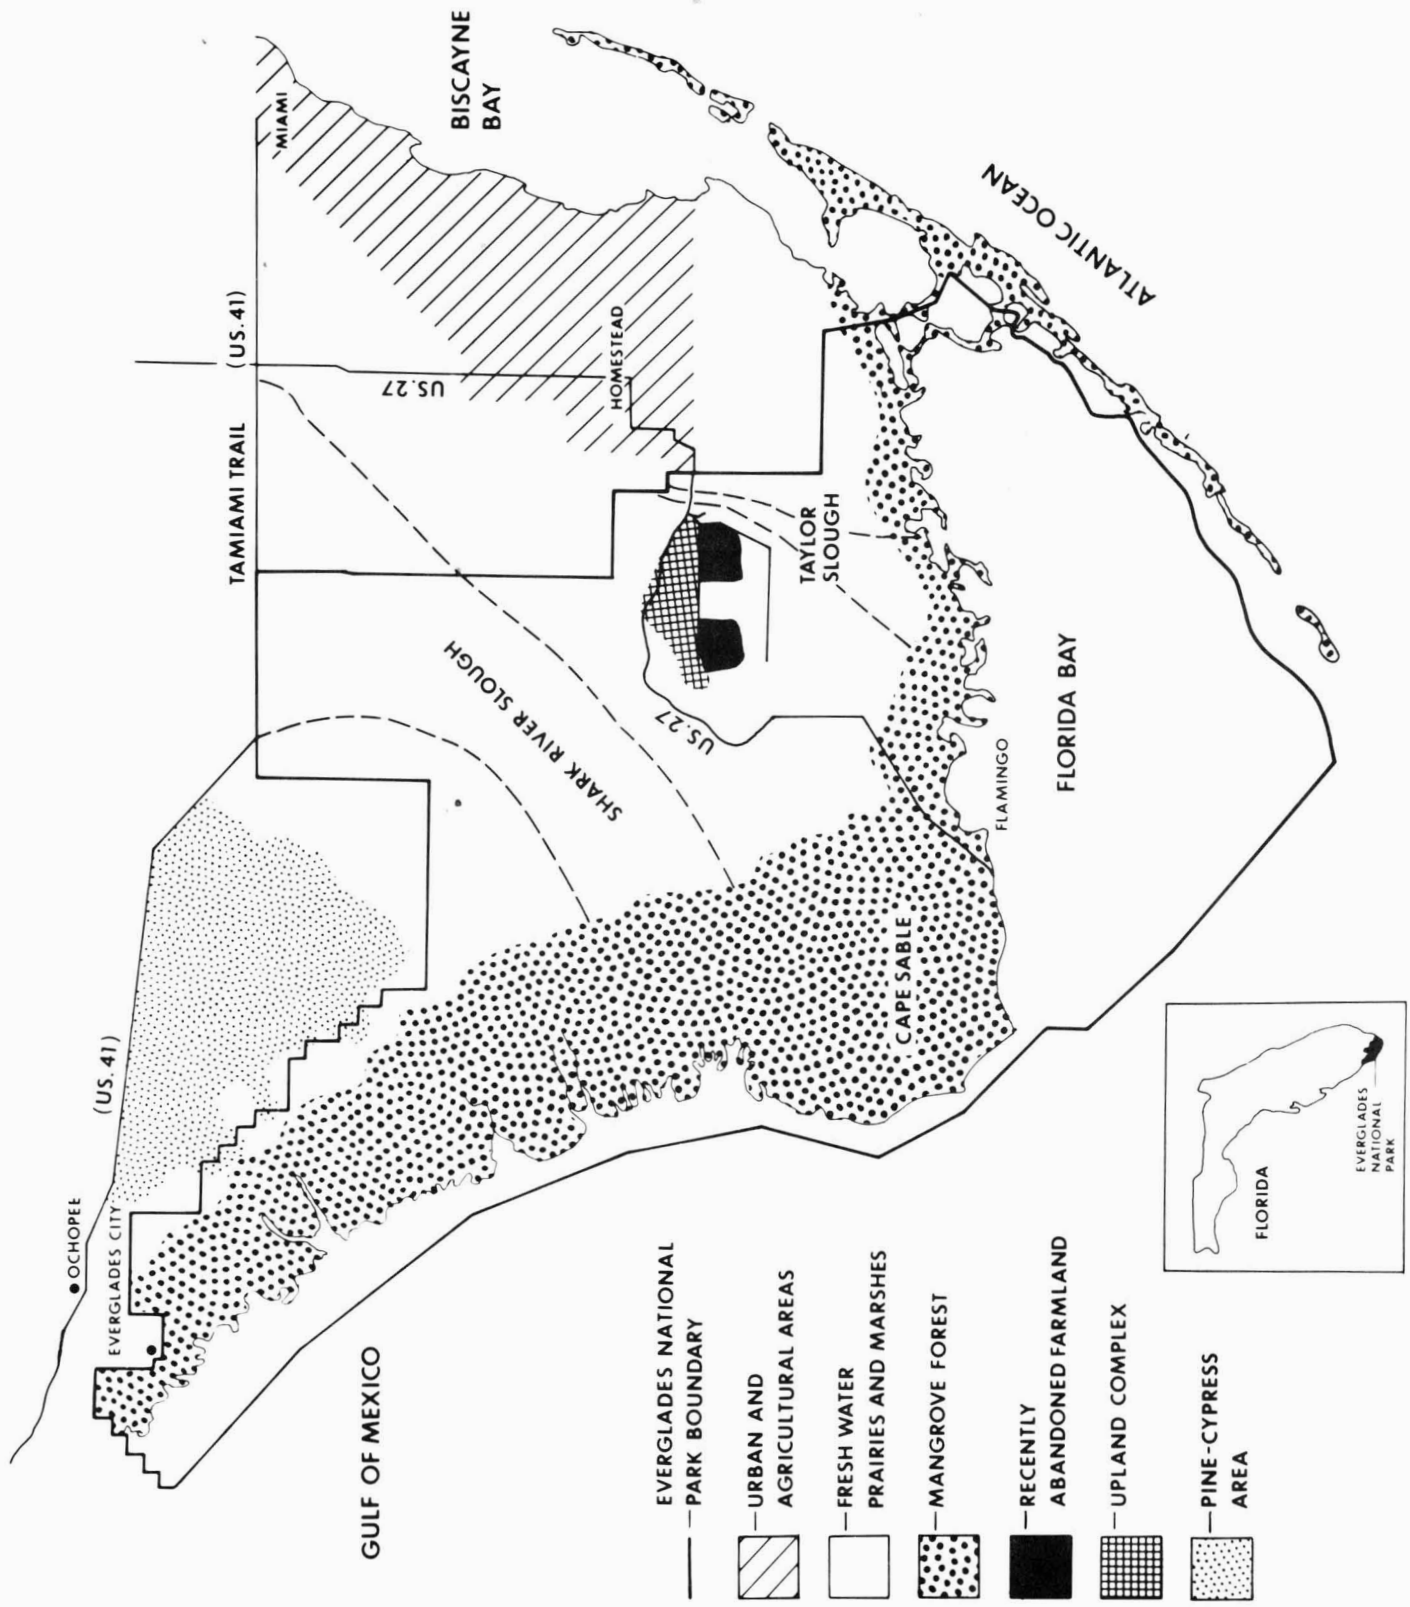 OCHOPEE
(US.41)
EVERGLADES CITY
TAMIAMI TRAIL
(US.41)
MIAMI
BISCAYNE
BAY
US.27
HOMESTEAD
SHARK RIVER SLOUGH
US.27
TAYLOR
SLOUGH
ATLANTIC OCEAN
CAPE SABLE
FLAMINGO
FLORIDA BAY
GULF OF MEXICO
EVERGLADES NATIONAL
PARK BOUNDARY
URBAN AND
AGRICULTURAL AREAS
FRESH WATER
PRAIRIES AND MARSHES
MANGROVE FOREST
RECENTLY
ABANDONED FARMLAND
UPLAND COMPLEX
PINE-CYPRESS
AREA
FLORIDA
EVERGLADES
NATIONAL
PARK